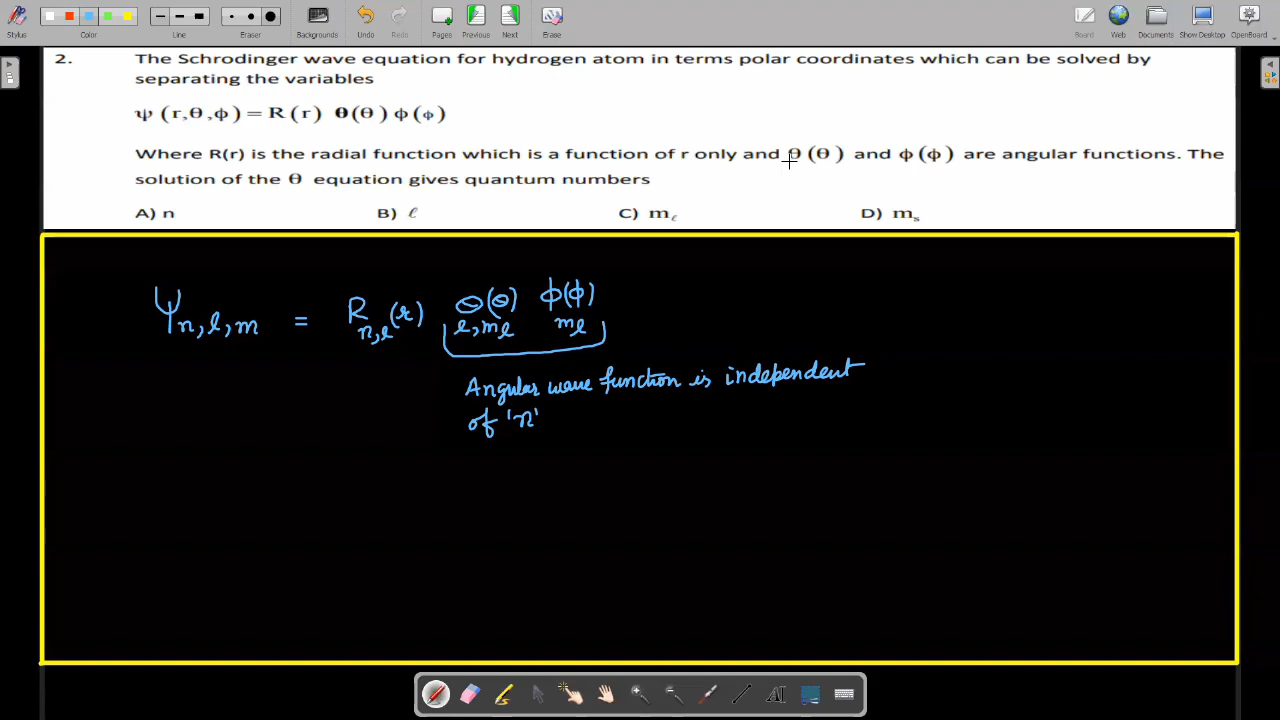 Stylus Color Line Eraser Backgrounds Undo Redo Pages Previous Next Erase Board Web Documents Show Desktop OpenBoard
2. The Schrodinger wave equation for hydrogen atom in terms polar coordinates which can be solved by
separating the variables
ψ (r,θ,ϕ) = R (r) θ(θ) ϕ(ϕ)
Where R(r) is the radial function which is a function of r only and θ(θ) and ϕ(ϕ) are angular functions. The
solution of the θ equation gives quantum numbers
A) n B) ℓ C) mℓ D) ms
Ψn,l,m = Rn,l(r) Θ(Θ)l,ml ϕ(ϕ)ml
Angular wave function is independent
of 'n'